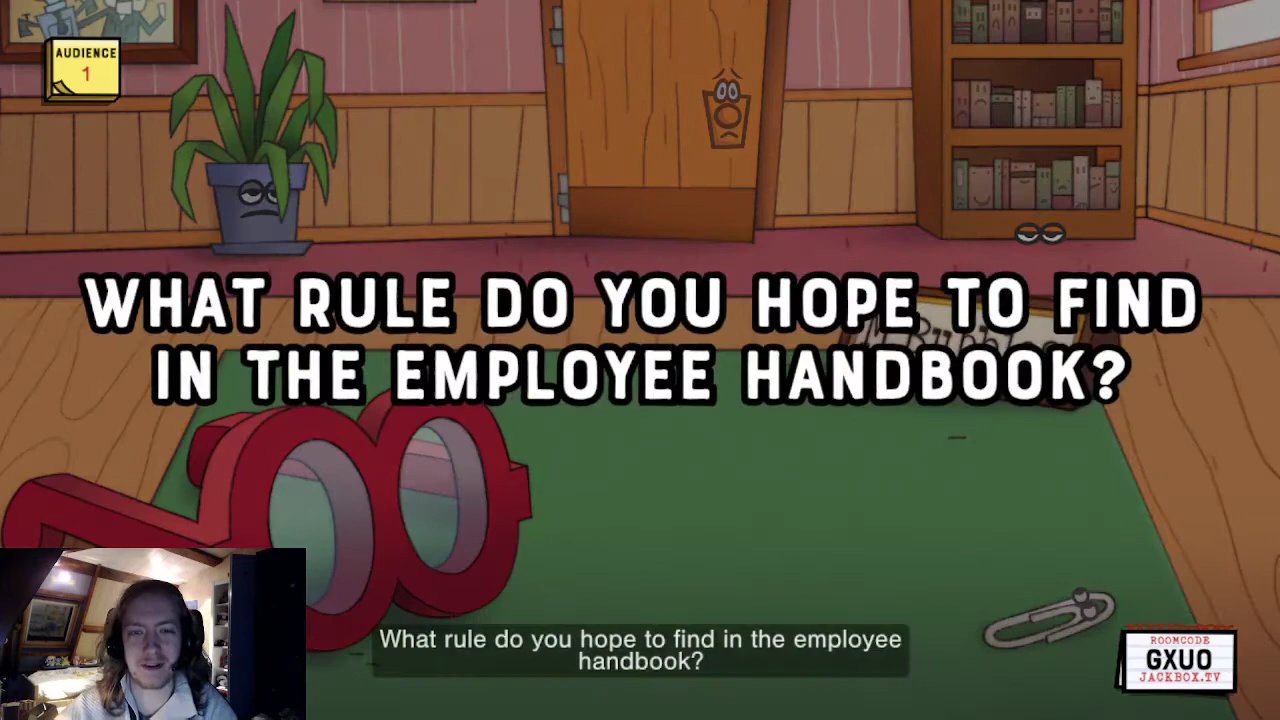 AUDIENCE
1
WHAT RULE DO YOU HOPE TO FIND
IN THE EMPLOYEE HANDBOOK?
What rule do you hope to find in the employee
handbook?
ROOMCODE
GXUO
JACKBOX.TV